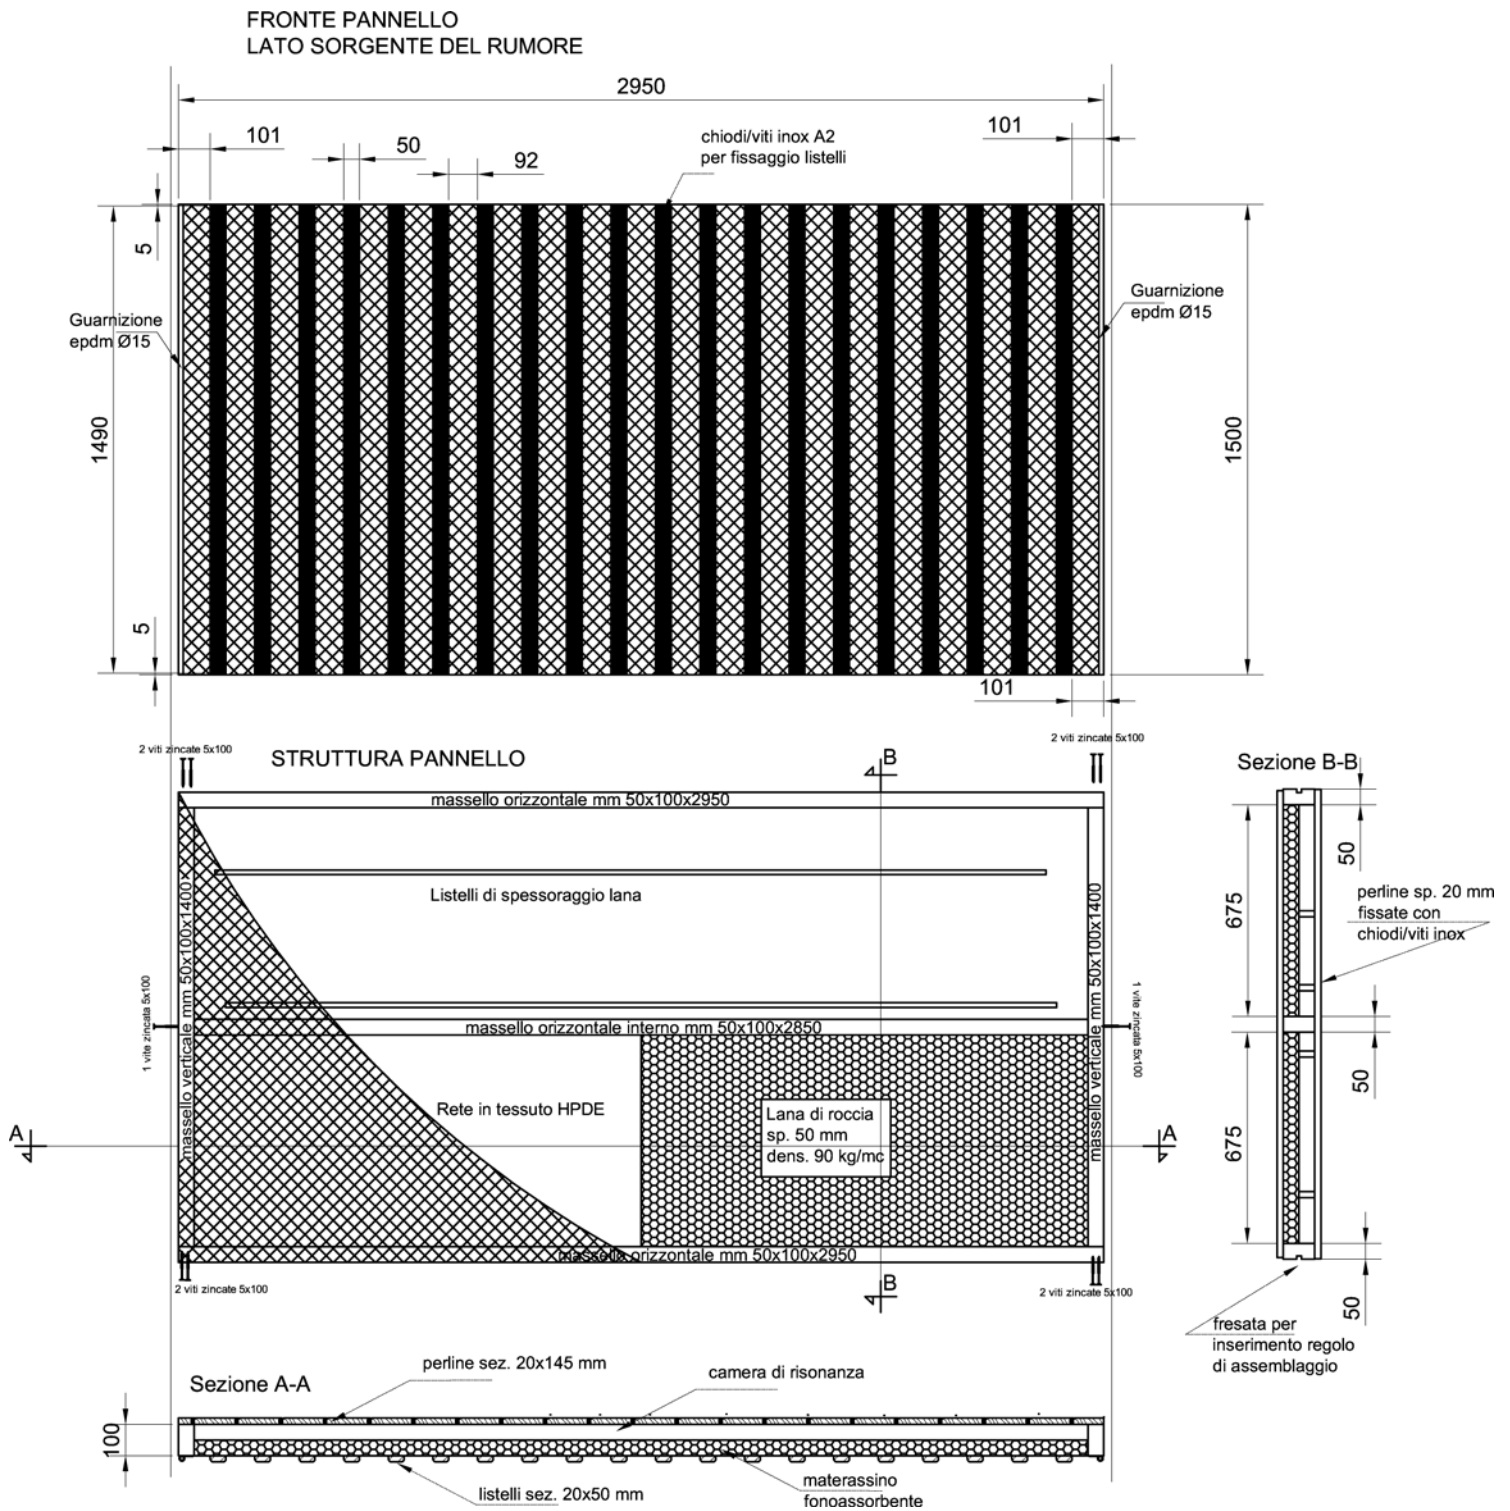 FRONTE PANNELLO
LATO SORGENTE DEL RUMORE
2950
101
50
92
chiodi/viti inox A2
per fissaggio listelli
101
5
Guarnizione
epdm Ø15
Guarnizione
epdm Ø15
1490
1500
5
101
2 viti zincate 5x100
STRUTTURA PANNELLO
B
2 viti zincate 5x100
Sezione B-B
massello orizzontale mm 50x100x2950
50
Listelli di spessoraggio lana
675
perline sp. 20 mm
fissate con
chiodi/viti inox
massello verticale mm 50x100x1400
massello verticale mm 50x100x1400
1 vite zincata 5x100
1 vite zincata 5x100
massello orizzontale interno mm 50x100x2850
50
Rete in tessuto HPDE
Lana di roccia
sp. 50 mm
dens. 90 kg/mc
A
A
675
massello orizzontale mm 50x100x2950
2 viti zincate 5x100
B
2 viti zincate 5x100
50
fresata per
inserimento regolo
di assemblaggio
Sezione A-A
perline sez. 20x145 mm
camera di risonanza
100
listelli sez. 20x50 mm
materassino
fonoassorbente